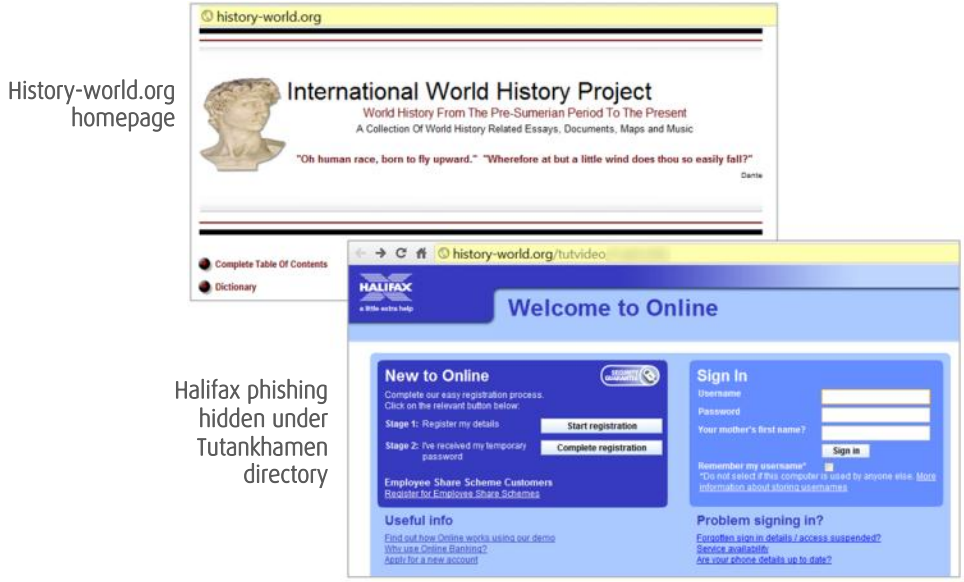 history-world.org
History-world.org
homepage
International World History Project
World History From The Pre-Sumerian Period To The Present
A Collection Of World History Related Essays, Documents, Maps and Music
"Oh human race, born to fly upward." "Wherefore at but a little wind does thou so easily fall?"
Dante
Complete Table Of Contents
Dictionary
history-world.org/tutvideo
HALIFAX
a little extra help
Welcome to Online
Halifax phishing
hidden under
Tutankhamen
directory
New to Online
SECURITY
GUARANTEE
Complete our easy registration process.
Click on the relevant button below:
Stage 1: Register my details
Start registration
Stage 2: I've received my temporary
password
Complete registration
Employee Share Scheme Customers
Register for Employee Share Schemes
Sign In
Username
Password
Your mother's first name?
Sign in
Remember my username*
*Do not select if this computer is used by anyone else. More
information about storing usernames
Useful info
Find out how Online works using our demo
Why use Online Banking?
Apply for a new account
Problem signing in?
Forgotten sign in details / access suspended?
Service availability
Are your phone details up to date?